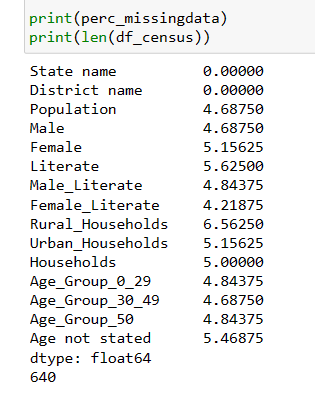 print(perc_missingdata)
print(len(df_census))
State name 0.00000
District name 0.00000
Population 4.68750
Male 4.68750
Female 5.15625
Literate 5.62500
Male_Literate 4.84375
Female_Literate 4.21875
Rural_Households 6.56250
Urban_Households 5.15625
Households 5.00000
Age_Group_0_29 4.84375
Age_Group_30_49 4.68750
Age_Group_50 4.84375
Age not stated 5.46875
dtype: float64
640